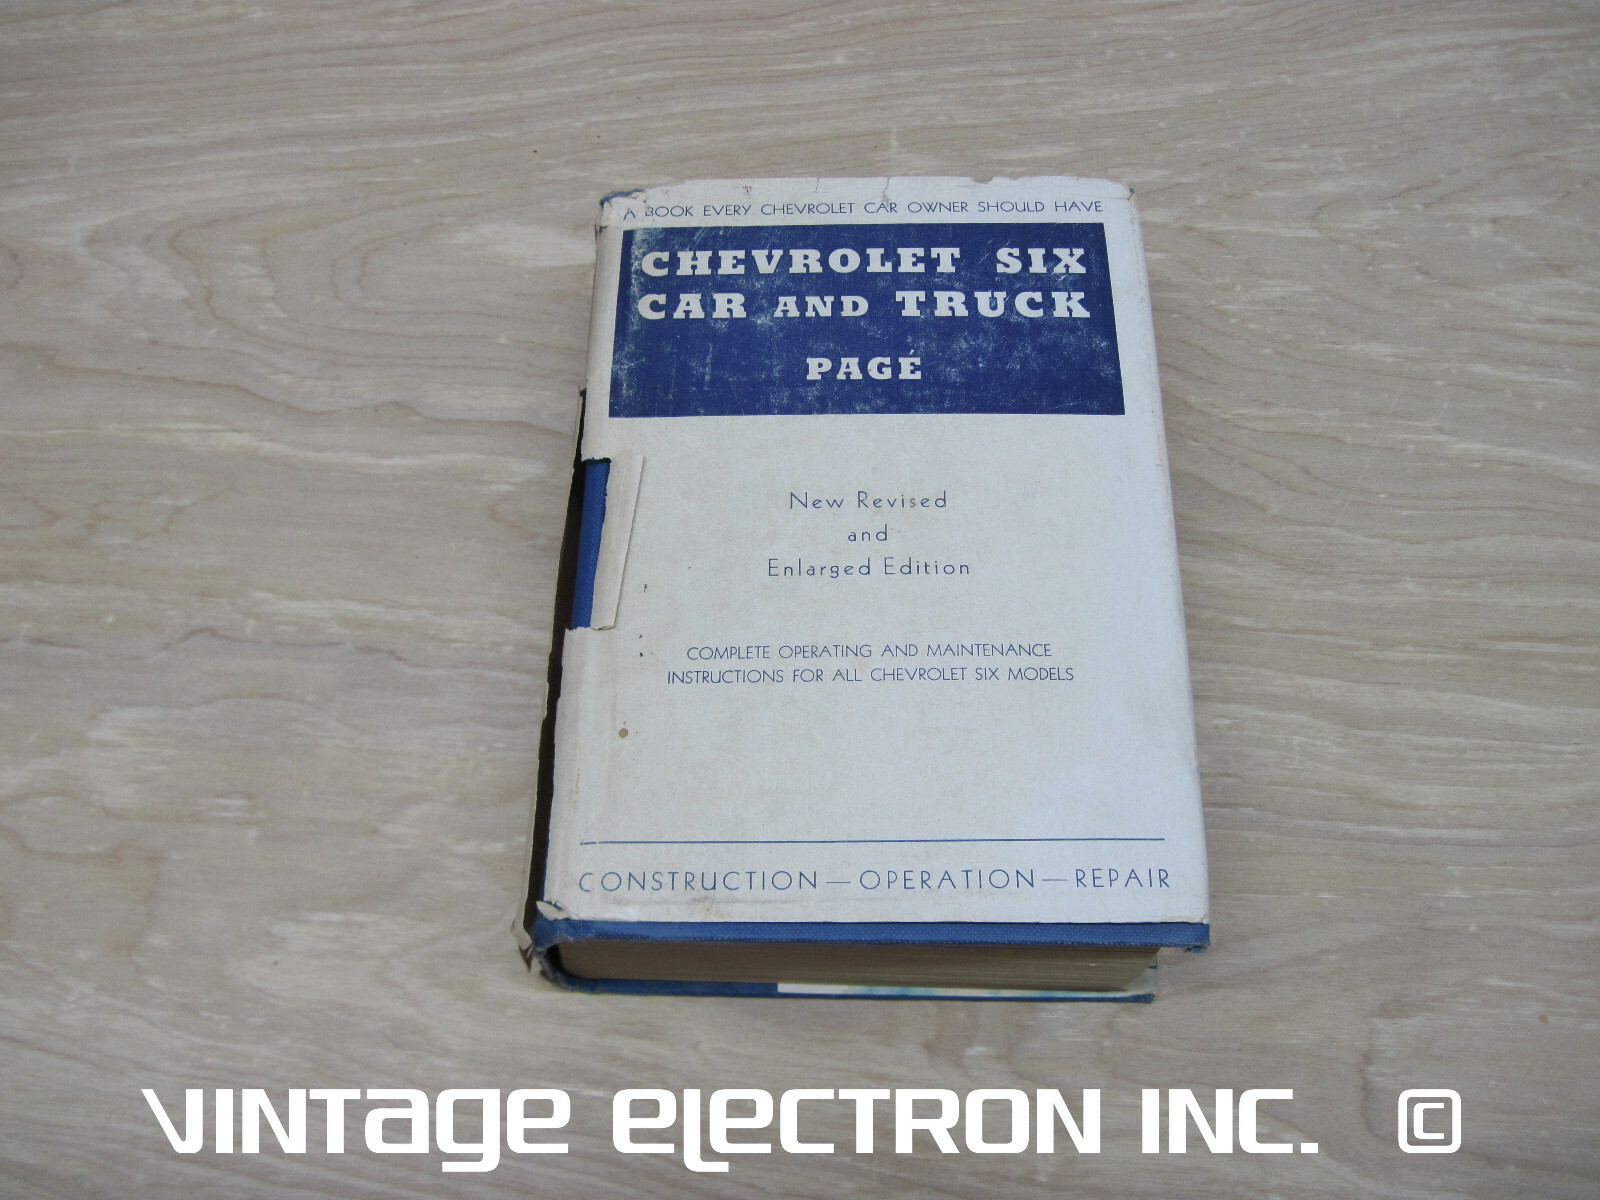 A BOOK EVERY CHEVROLET CAR OWNER SHOULD HAVE
CHEVROLET SIX
CAR AND TRUCK
PAGÉ
New Revised
and
Enlarged Edition
COMPLETE OPERATING AND MAINTENANCE
INSTRUCTIONS FOR ALL CHEVROLET SIX MODELS
CONSTRUCTION — OPERATION — REPAIR
VINTAGE ELECTRON INC. ©